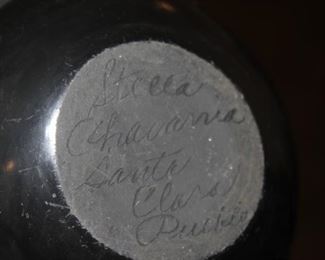 Stella
Chavarria
Santa
Clara
Pueblo